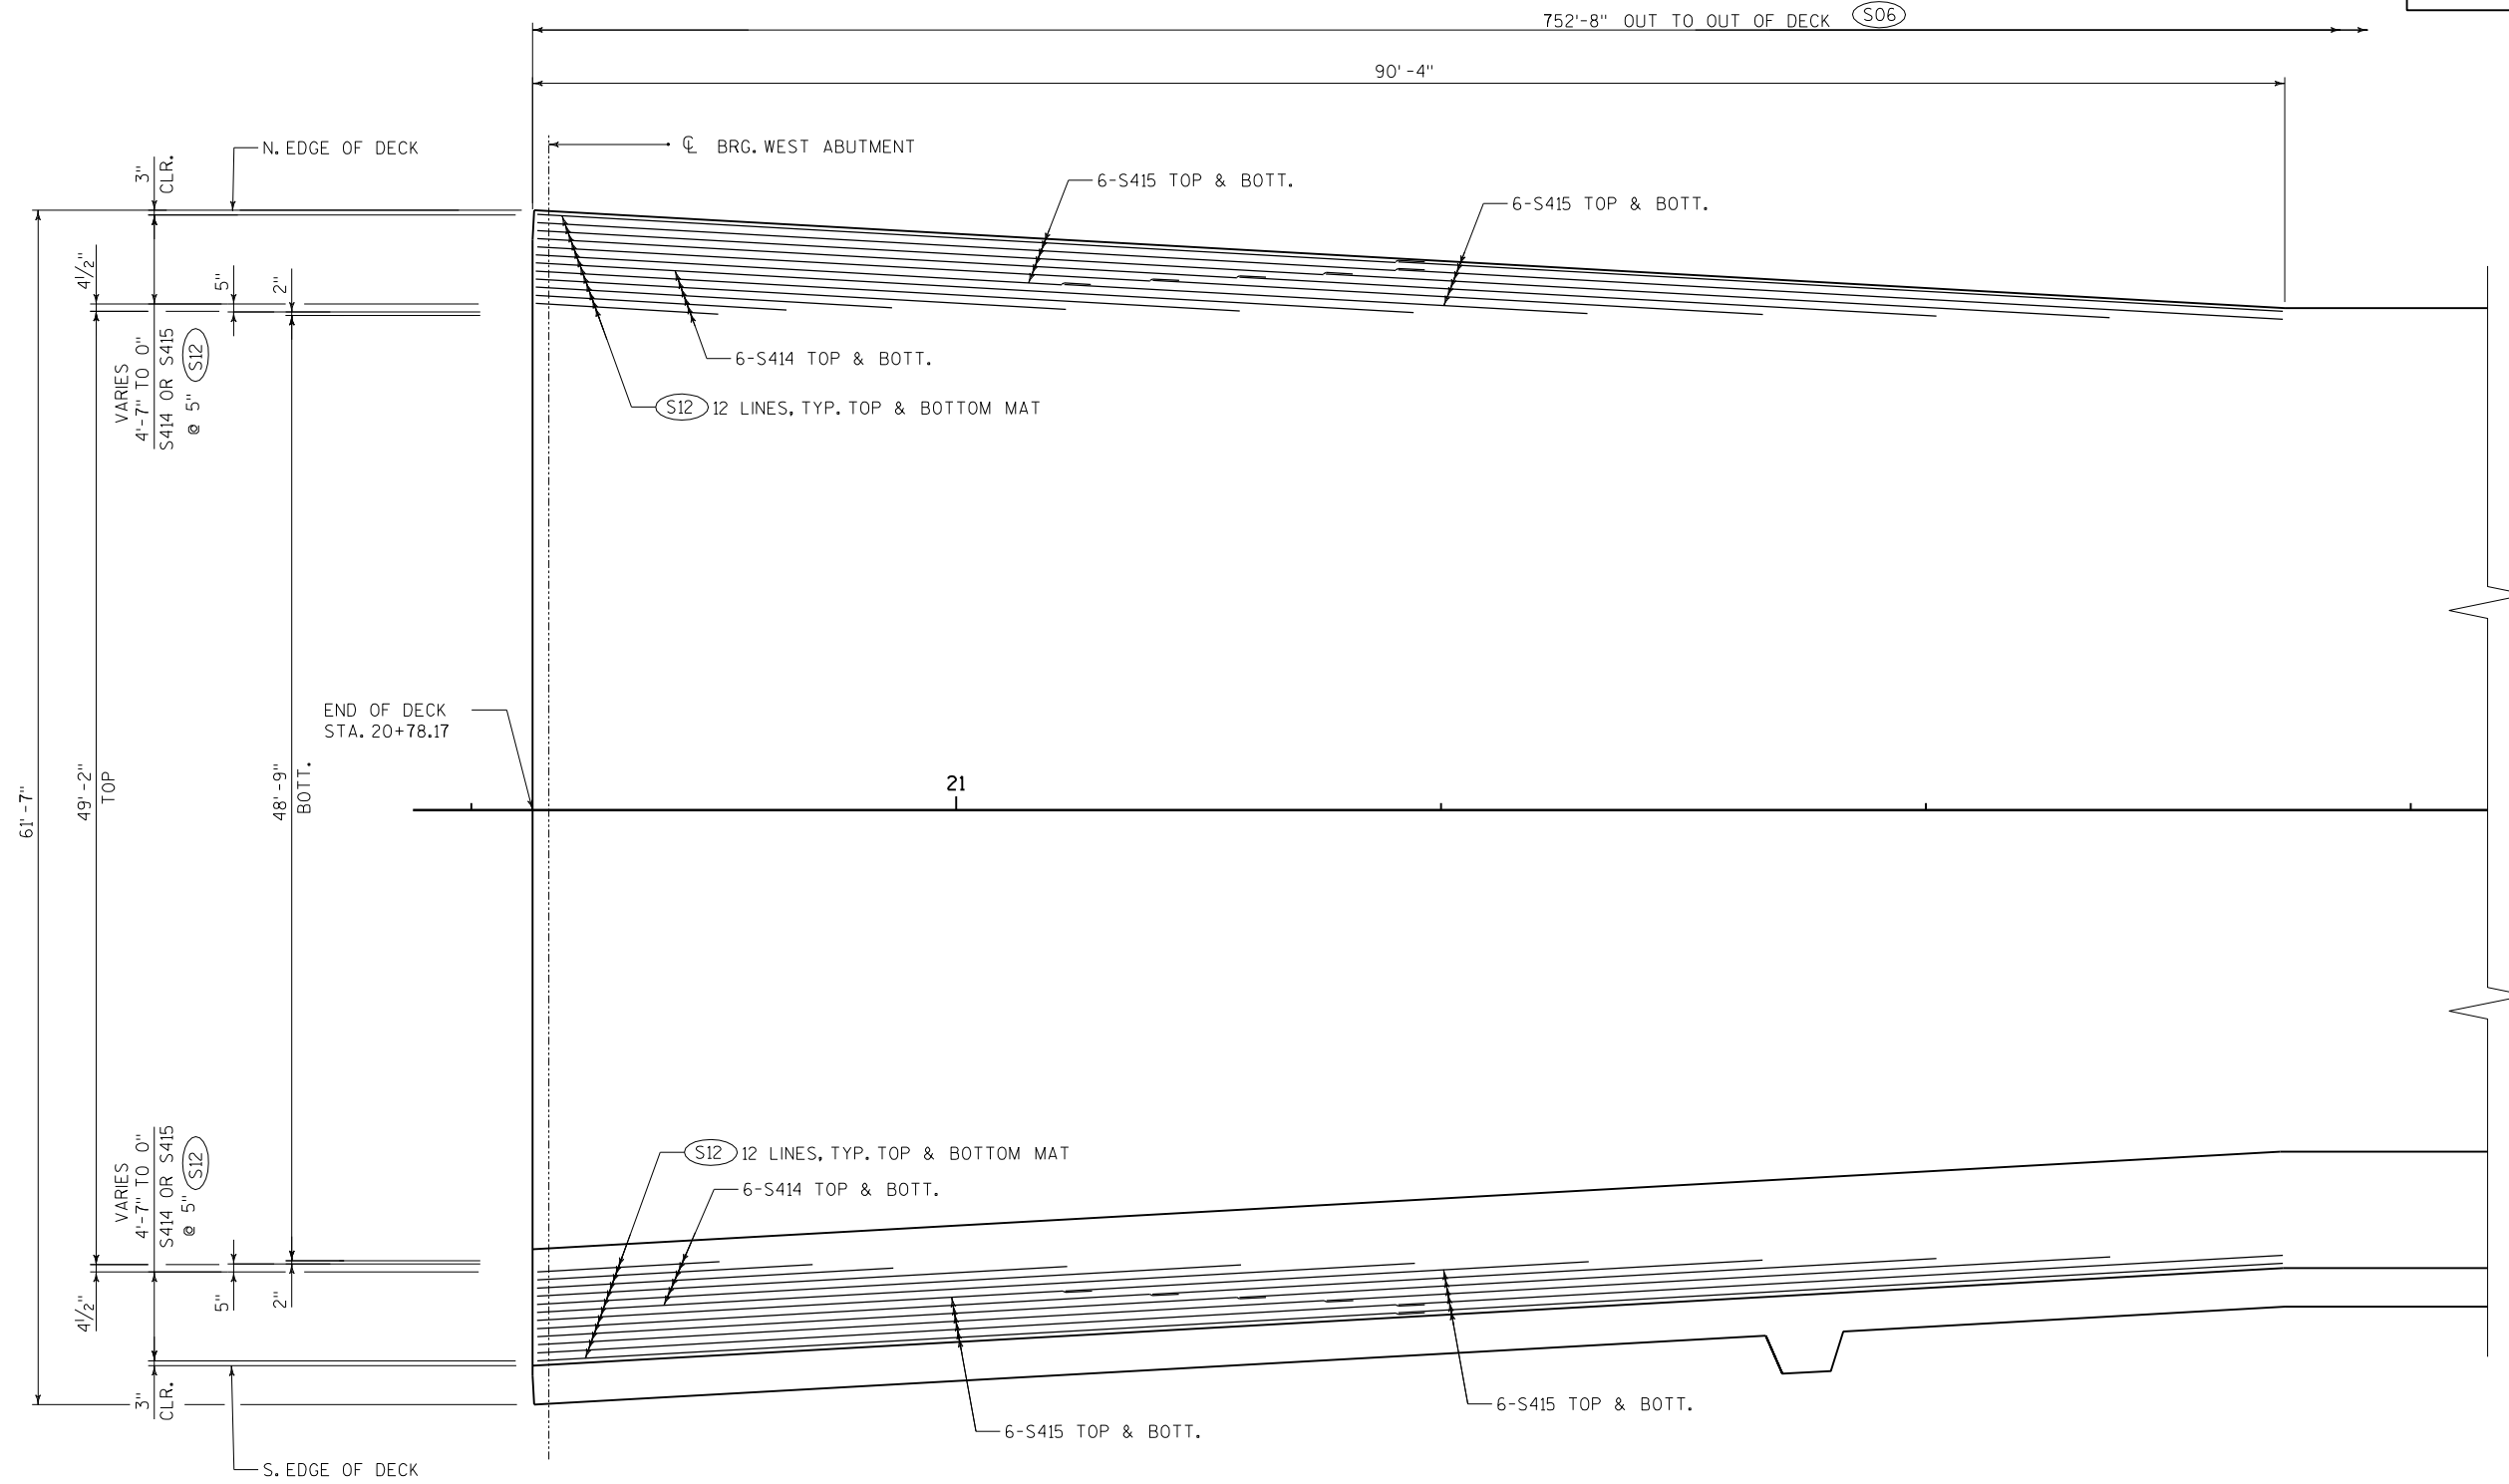 752'-8" OUT TO OUT OF DECK S06
90'-4"
N. EDGE OF DECK
℄ BRG. WEST ABUTMENT
3"
CLR.
6-S415 TOP & BOTT.
6-S415 TOP & BOTT.
4½"
5"
2"
VARIES
4'-7" TO 0"
S414 OR S415
@ 5" S12
6-S414 TOP & BOTT.
S12 12 LINES, TYP. TOP & BOTTOM MAT
END OF DECK
STA. 20+78.17
21
61'-7"
49'-2"
TOP
48'-9"
BOTT.
S12 12 LINES, TYP. TOP & BOTTOM MAT
6-S414 TOP & BOTT.
VARIES
4'-7" TO 0"
S414 OR S415
@ 5" S12
4½"
5"
2"
3"
CLR.
6-S415 TOP & BOTT.
6-S415 TOP & BOTT.
S. EDGE OF DECK